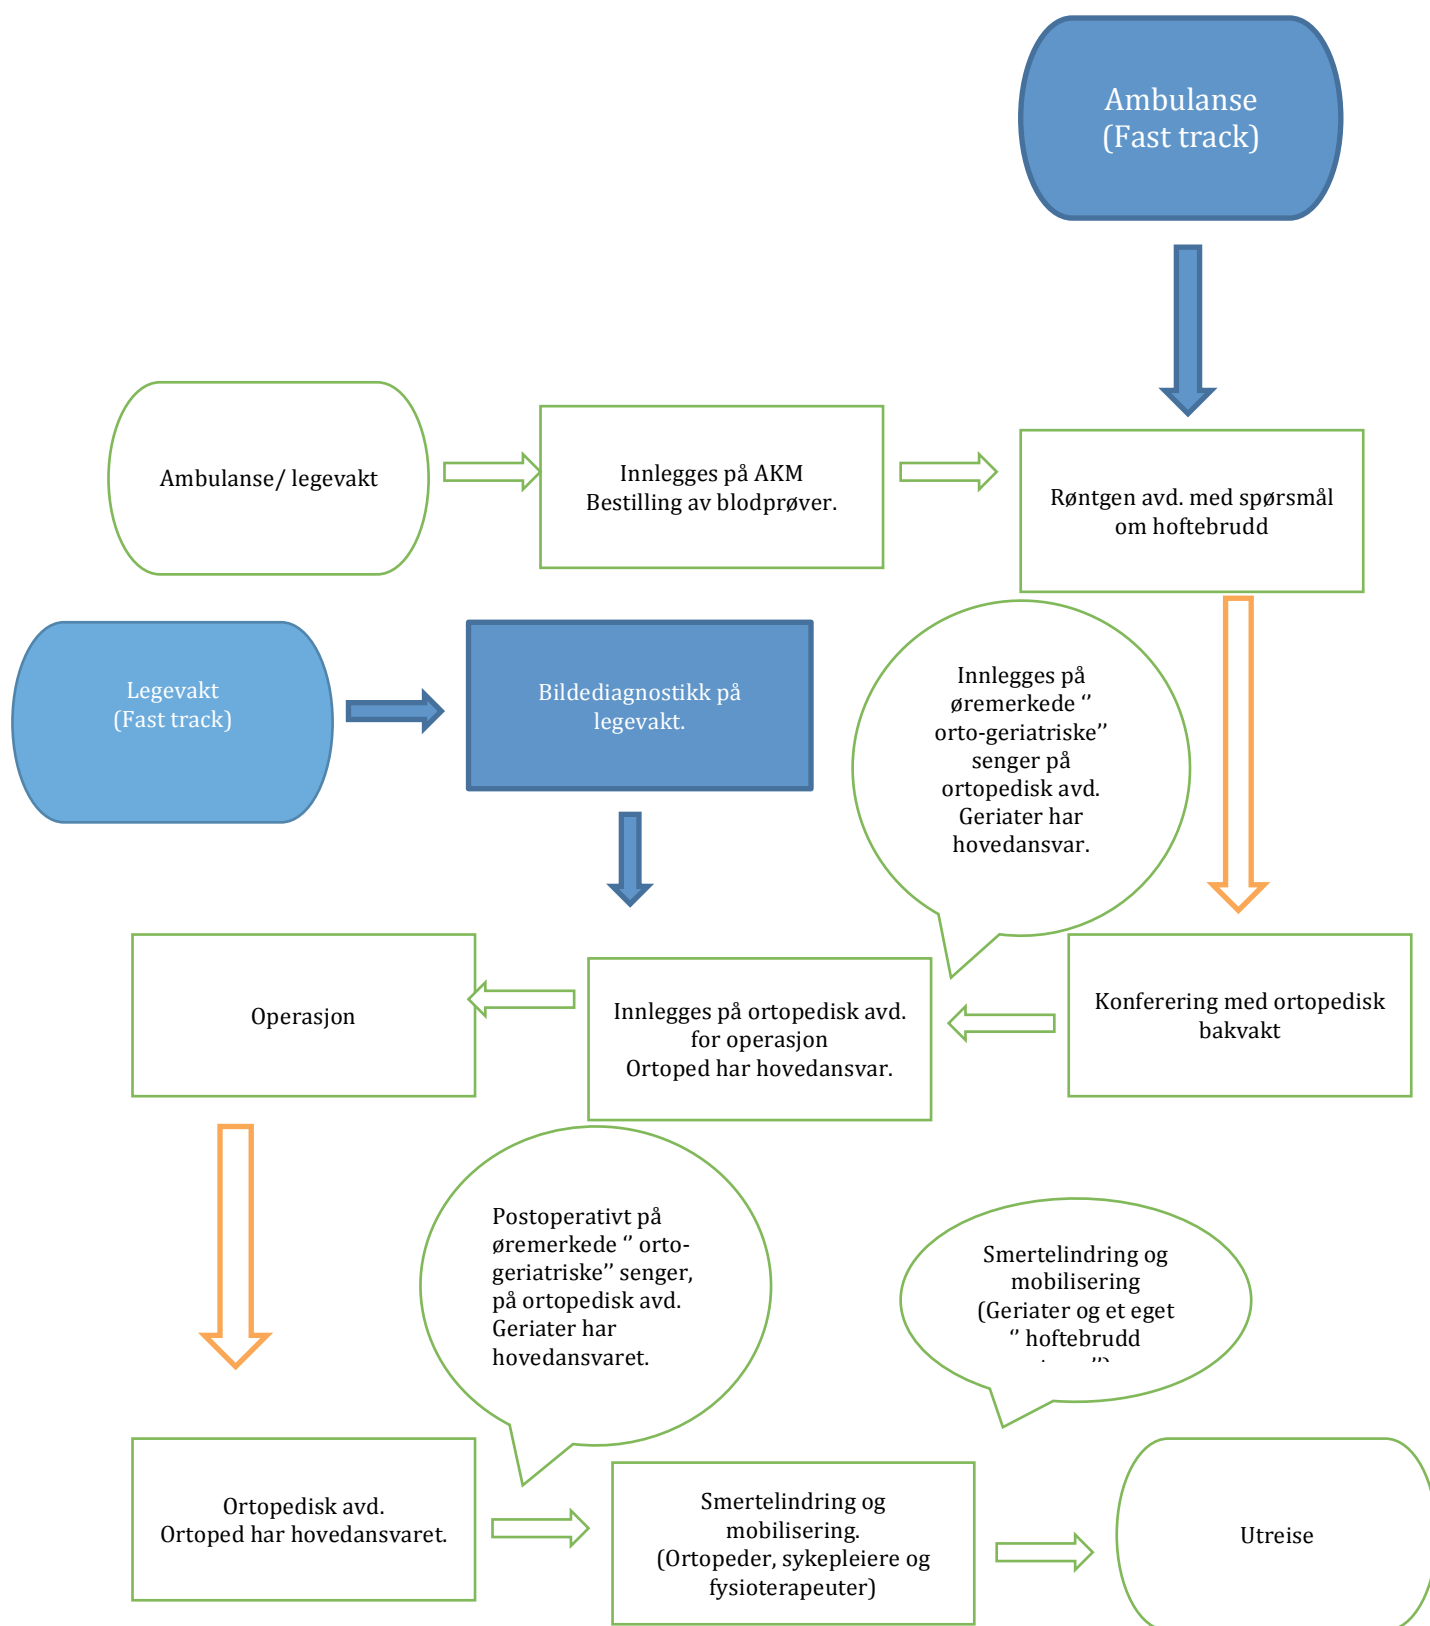 Ambulanse
(Fast track)
Ambulanse/ legevakt
Innlegges på AKM
Bestilling av blodprøver.
Røntgen avd. med spørsmål
om hoftebrudd
Legevakt
(Fast track)
Bildediagnostikk på
legevakt.
Innlegges på
øremerkede ‘’
orto-geriatriske’’
senger på
ortopedisk avd.
Geriater har
hovedansvar.
Operasjon
Innlegges på ortopedisk avd.
for operasjon
Ortoped har hovedansvar.
Konferering med ortopedisk
bakvakt
Postoperativt på
øremerkede ‘’ orto-
geriatriske’’ senger,
på ortopedisk avd.
Geriater har
hovedansvaret.
Smertelindring og
mobilisering
(Geriater og et eget
‘’ hoftebrudd
Ortopedisk avd.
Ortoped har hovedansvaret.
Smertelindring og
mobilisering.
(Ortopeder, sykepleiere og
fysioterapeuter)
Utreise